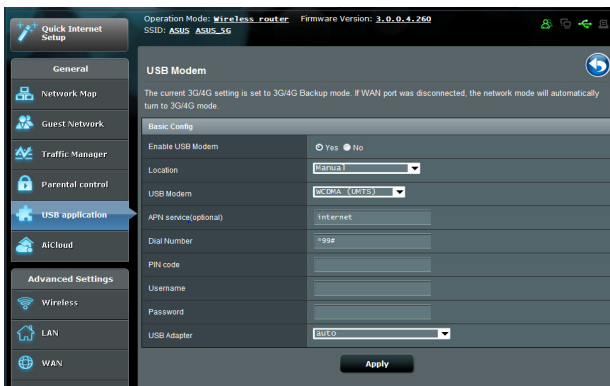 Quick Internet Setup
Operation Mode: Wireless router Firmware Version: 3.0.0.4.260
SSID: ASUS ASUS_5G
General
Network Map
Guest Network
Traffic Manager
Parental control
USB application
AiCloud
Advanced Settings
Wireless
LAN
WAN
USB Modem
The current 3G/4G setting is set to 3G/4G Backup mode. If WAN port was disconnected, the network mode will automatically
turn to 3G/4G mode.
Basic Config
Enable USB Modem Yes No
Location Manual
USB Modem WCDMA (UMTS)
APN service(optional) internet
Dial Number *99#
PIN code
Username
Password
USB Adapter auto
Apply